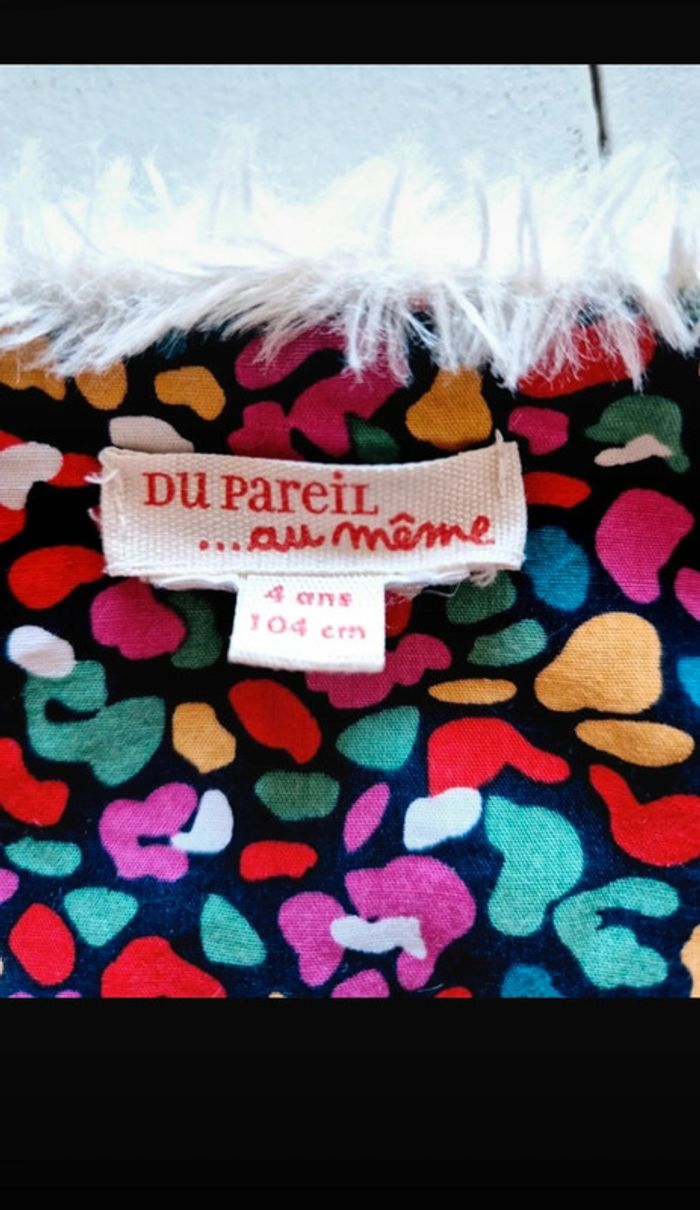 DU PareiL
...au même
4 ans
104 cm